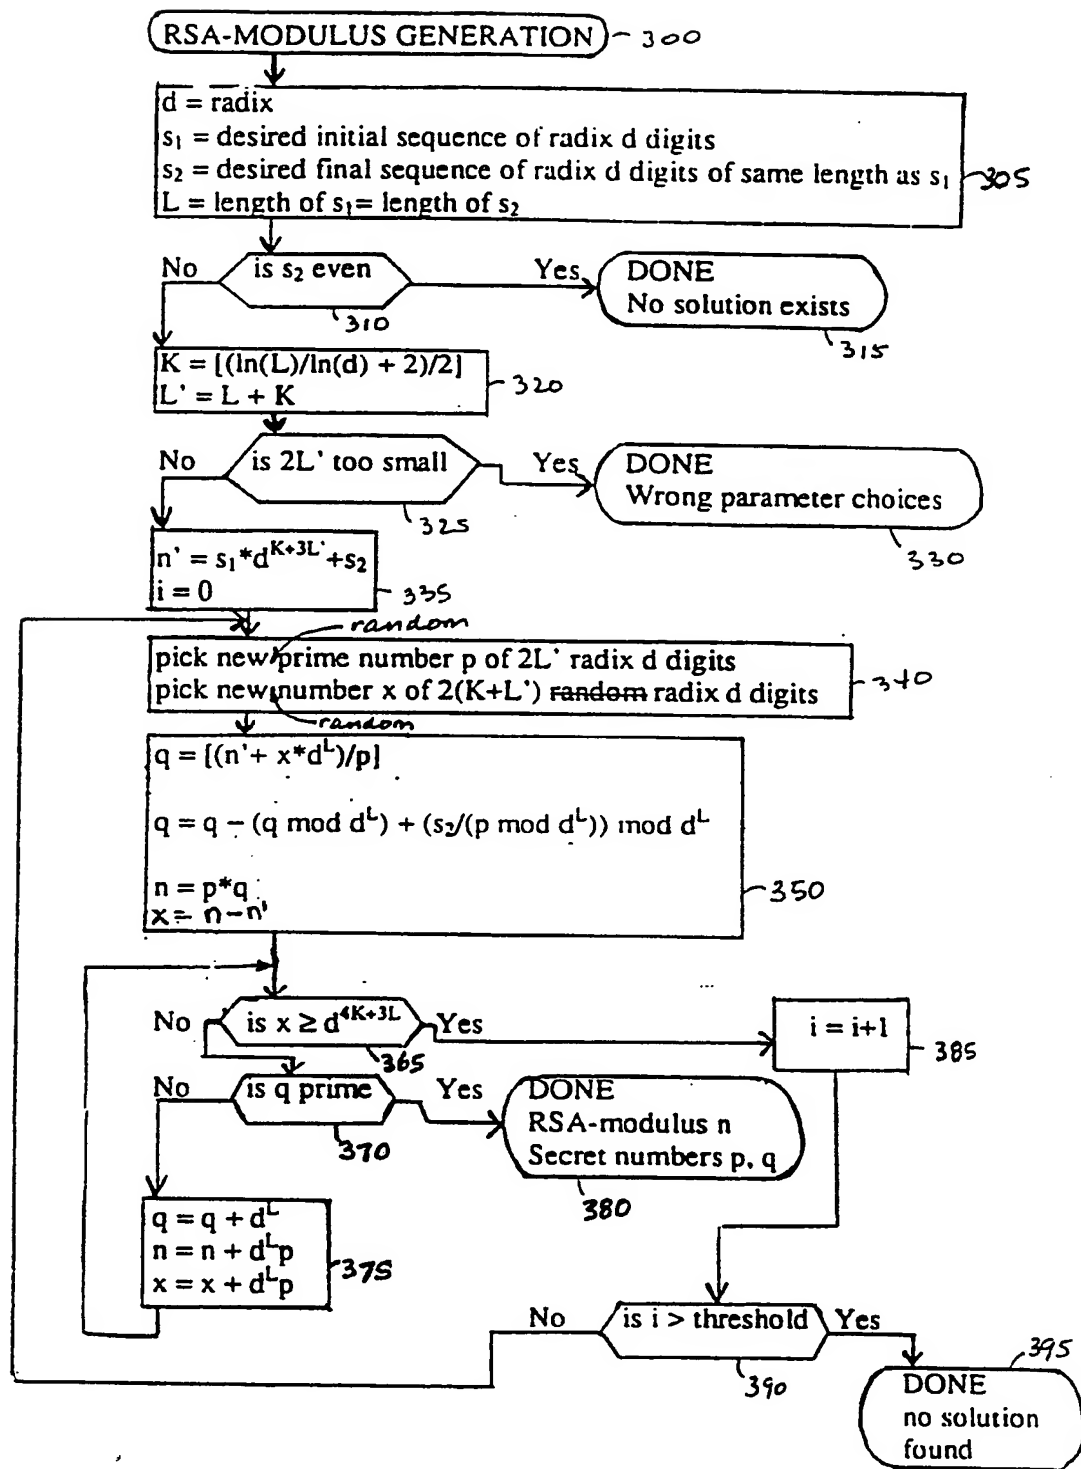 RSA-MODULUS GENERATION 300
d = radix
s₁ = desired initial sequence of radix d digits
s₂ = desired final sequence of radix d digits of same length as s₁
L = length of s₁= length of s₂
305
No is s₂ even Yes
310
DONE
No solution exists
315
K = [(ln(L)/ln(d) + 2)/2]
L' = L + K
320
No is 2L' too small Yes
325
DONE
Wrong parameter choices
330
n' = s₁*d^{K+3L'}+s₂
i = 0
335
random
pick new prime number p of 2L' radix d digits
pick new number x of 2(K+L') random radix d digits
340
random
q = [(n'+ x*d^L)/p]
q = q – (q mod d^L) + (s₂/(p mod d^L)) mod d^L
n = p*q
x = n-n'
350
No is x ≥ d^{4K+3L} Yes
365
i = i+1
385
No is q prime Yes
370
DONE
RSA-modulus n
Secret numbers p, q
380
q = q + d^L
n = n + d^Lp
x = x + d^Lp
375
No is i > threshold Yes
390
395
DONE
no solution
found